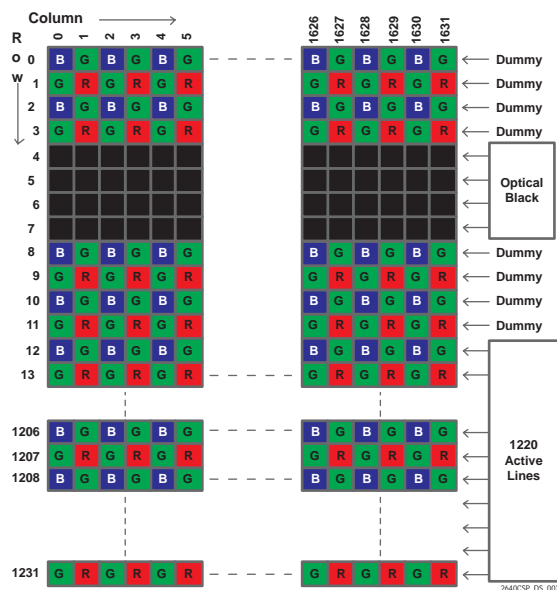 Column
Row
0 1 2 3 4 5 1626 1627 1628 1629 1630 1631
0 B G B G B G B G B G B G Dummy
1 G R G R G R G R G R G R Dummy
2 B G B G B G B G B G B G Dummy
3 G R G R G R G R G R G R Dummy
4
5
6
7
Optical
Black
8 B G B G B G B G B G B G Dummy
9 G R G R G R G R G R G R Dummy
10 B G B G B G B G B G B G Dummy
11 G R G R G R G R G R G R Dummy
12 B G B G B G B G B G B G
13 G R G R G R G R G R G R
1206 B G B G B G B G B G B G
1207 G R G R G R G R G R G R
1208 B G B G B G B G B G B G
1220
Active
Lines
1231 G R G R G R G R G R G R